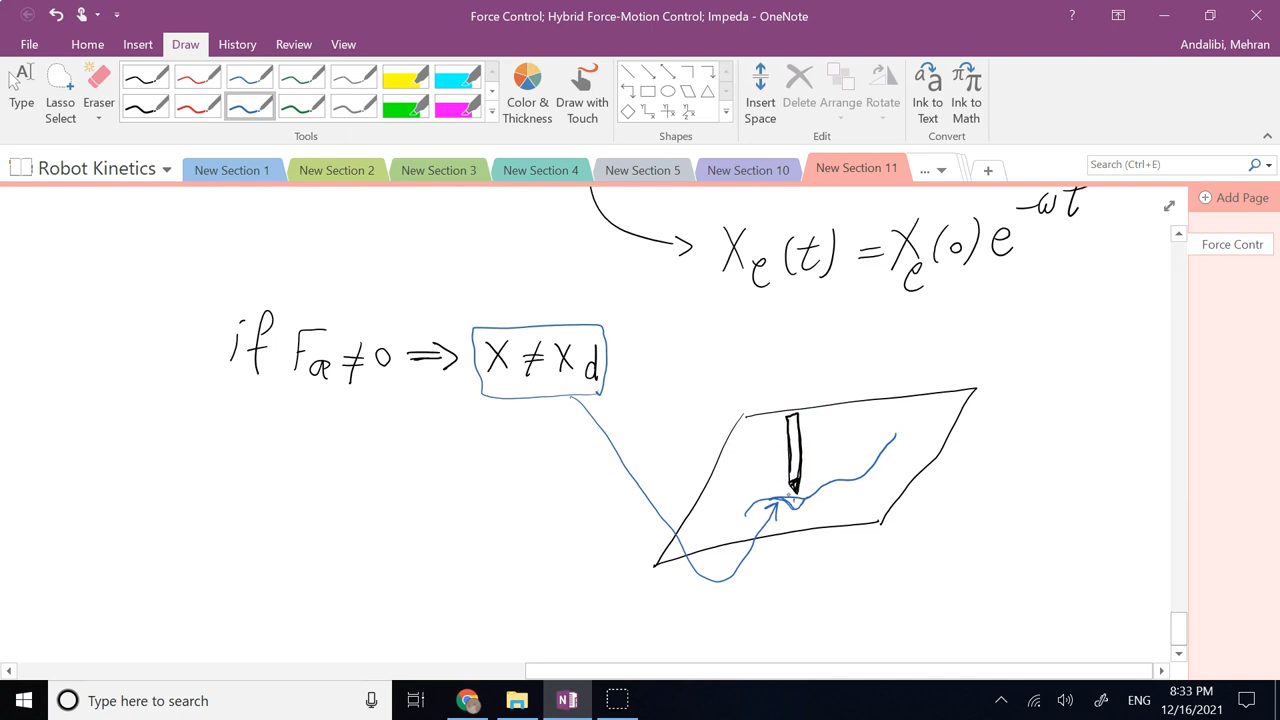 Force Control; Hybrid Force-Motion Control; Impeda - OneNote
?
File Home Insert Draw History Review View
Andalibi, Mehran
Type
Lasso Select
Eraser
Color & Thickness
Draw with Touch
Insert Space
Delete
Arrange
Rotate
Ink to Text
Ink to Math
Tools
Shapes
Edit
Convert
Robot Kinetics
New Section 1 New Section 2 New Section 3 New Section 4 New Section 5 New Section 10 New Section 11 ...
Search (Ctrl+E)
Add Page
Force Contr
Xe(t) = Xe(0) e^-ωt
if Fa ≠ 0 ⇒ X ≠ Xd
Type here to search
ENG
8:33 PM
12/16/2021